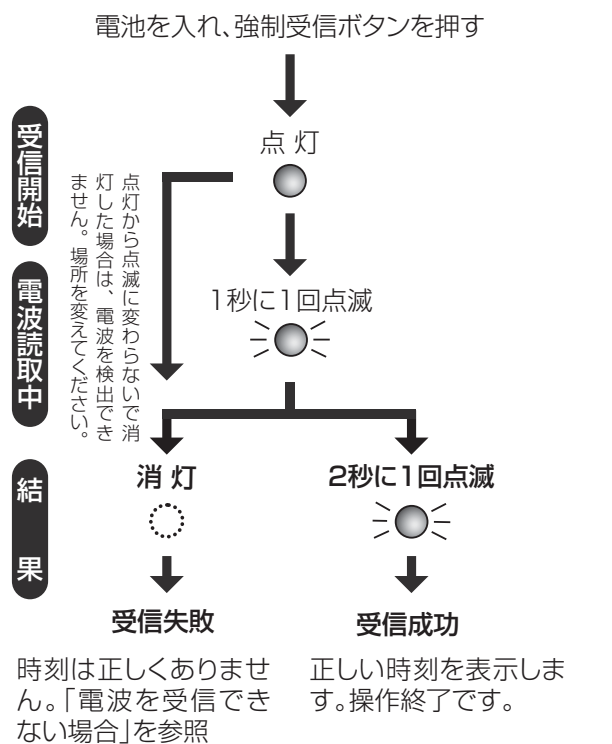 電池を入れ、強制受信ボタンを押す
受信開始
点灯
点灯から点滅に変わらないで消
灯した場合は、電波を検出でき
ません。場所を変えてください。
電波読取中
1秒に1回点滅
結果
消灯
2秒に1回点滅
受信失敗
受信成功
時刻は正しくありませ
ん。「電波を受信でき
ない場合」を参照
正しい時刻を表示しま
す。操作終了です。